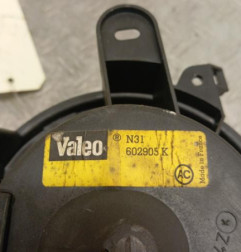 Valeo ® N31
602905 K
AC
Made in France